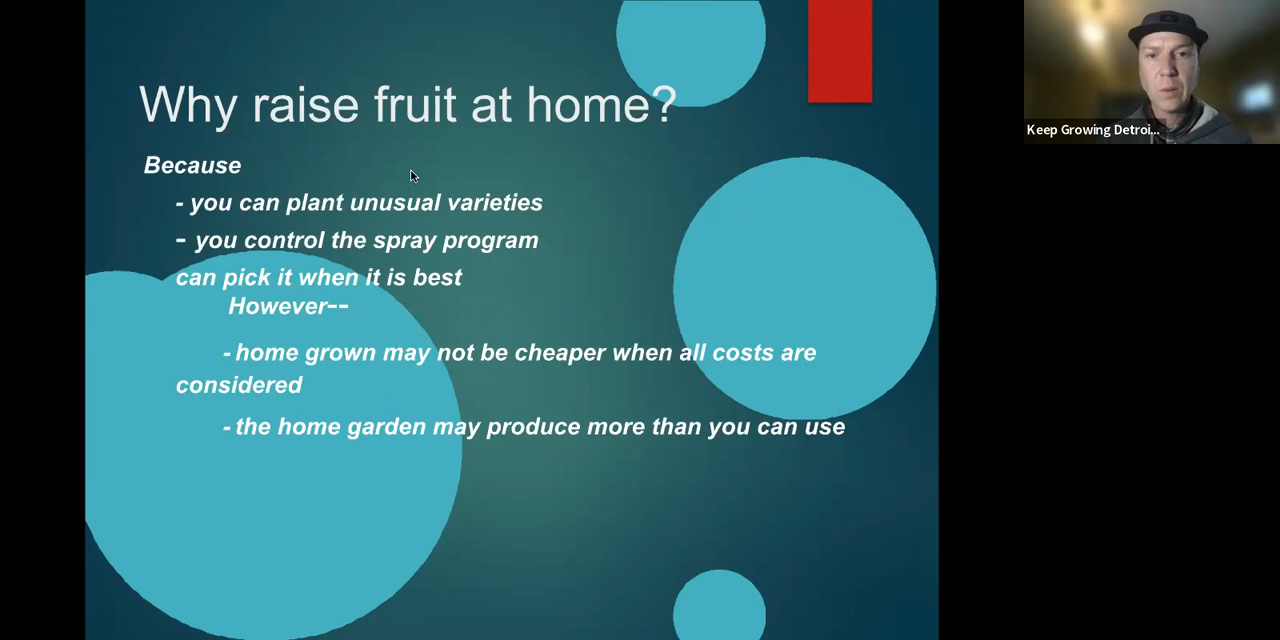 Why raise fruit at home?
Because
- you can plant unusual varieties
- you control the spray program
can pick it when it is best
However--
- home grown may not be cheaper when all costs are
considered
- the home garden may produce more than you can use
Keep Growing Detroi...